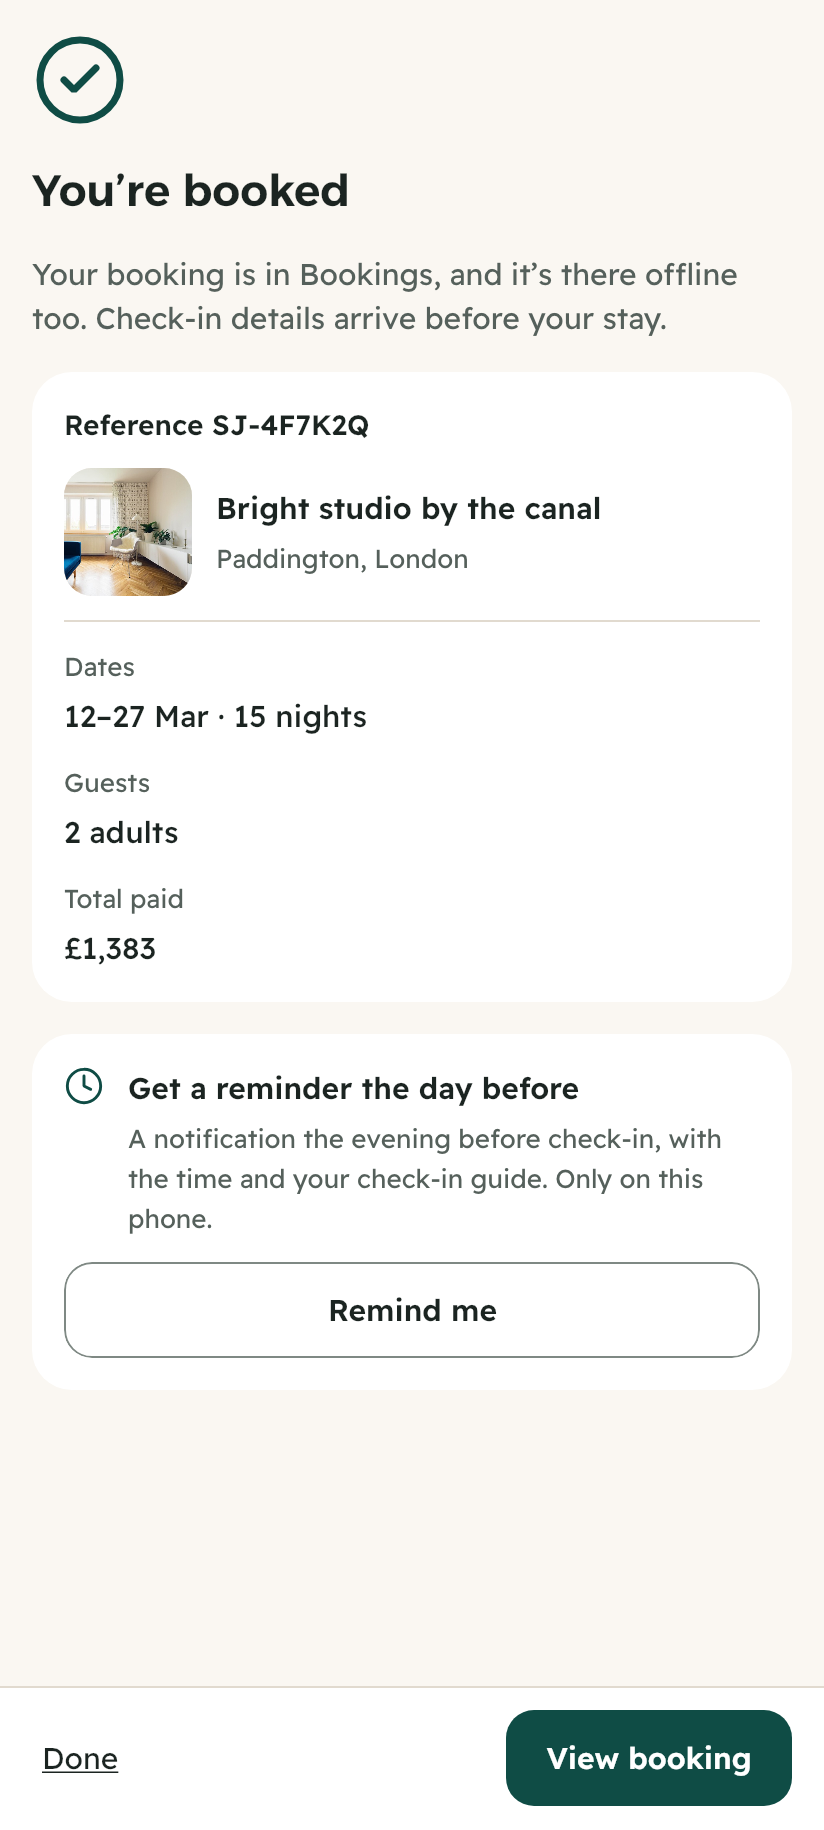 You're booked
Your booking is in Bookings, and it's there offline
too. Check-in details arrive before your stay.
Reference SJ-4F7K2Q
Bright studio by the canal
Paddington, London
Dates
12–27 Mar · 15 nights
Guests
2 adults
Total paid
£1,383
Get a reminder the day before
A notification the evening before check-in, with
the time and your check-in guide. Only on this
phone.
Remind me
Done
View booking